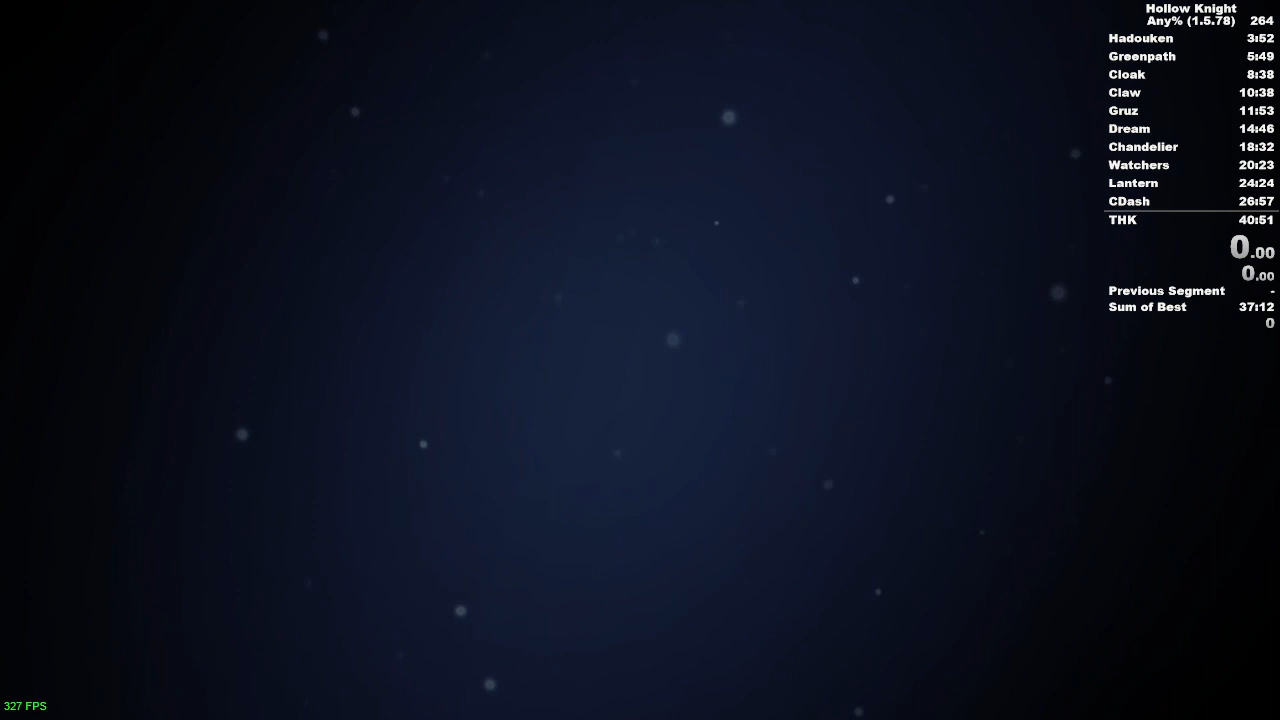 Hollow Knight
Any% (1.5.78) 264
Hadouken 3:52
Greenpath 5:49
Cloak 8:38
Claw 10:38
Gruz 11:53
Dream 14:46
Chandelier 18:32
Watchers 20:23
Lantern 24:24
CDash 26:57
THK 40:51
0.00
0.00
Previous Segment -
Sum of Best 37:12
0
327 FPS